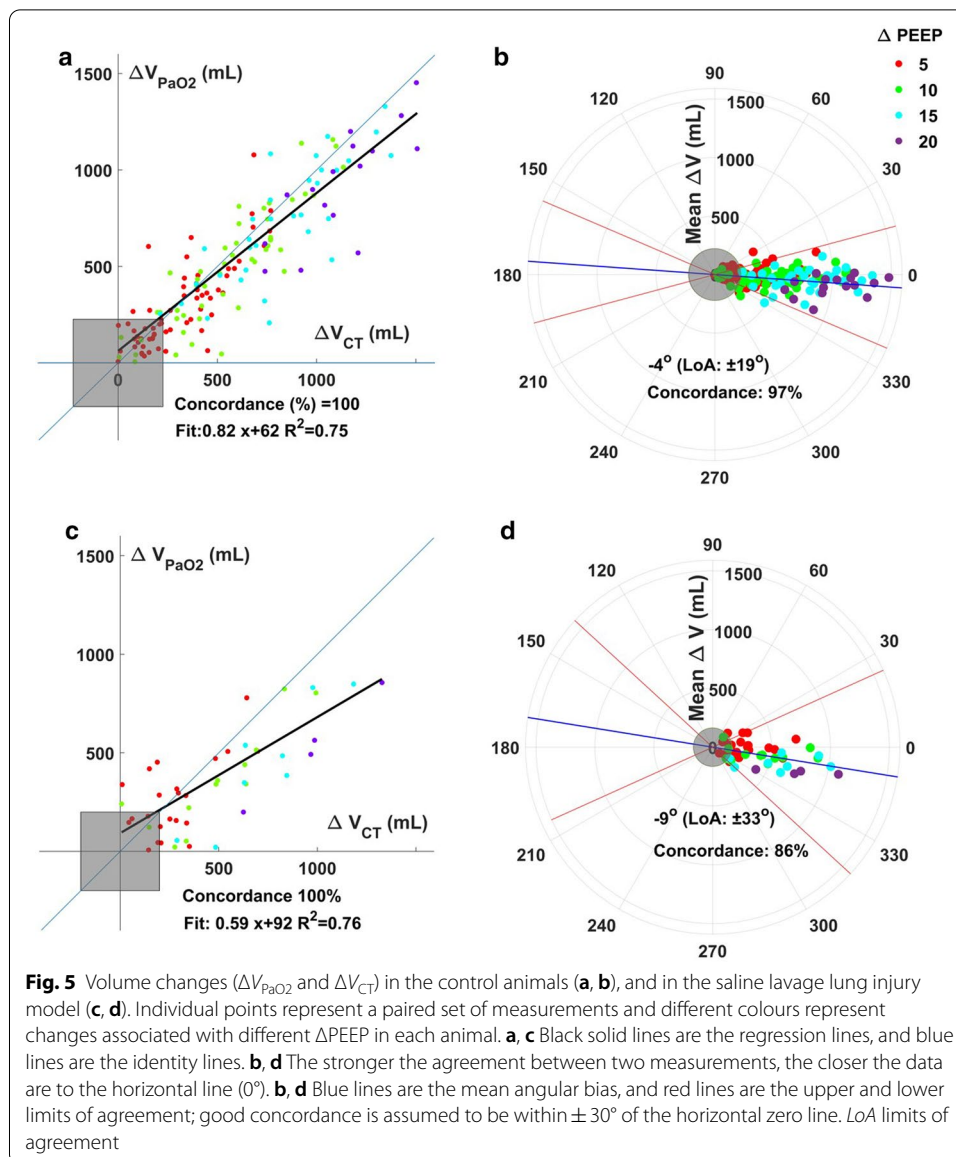 a
ΔV_PaO2 (mL)
1500
1000
500
ΔV_CT (mL)
0 500 1000
Concordance (%) =100
Fit:0.82 x+62 R²=0.75
b
Δ PEEP
5
10
15
20
90
120 60
150 30
180 0
210 330
240 300
270
Mean ΔV (mL)
1500
1000
500
-4° (LoA: ±19°)
Concordance: 97%
c
Δ V_PaO2 (mL)
1500
1000
500
Δ V_CT (mL)
500 1000
Concordance 100%
Fit: 0.59 x+92 R²=0.76
d
90
120 60
150 30
180 0
210 330
240 300
270
Mean Δ V (mL)
1500
1000
500
0
-9° (LoA: ±33°)
Concordance: 86%
Fig. 5 Volume changes (ΔV_PaO2 and ΔV_CT) in the control animals (a, b), and in the saline lavage lung injury
model (c, d). Individual points represent a paired set of measurements and different colours represent
changes associated with different ΔPEEP in each animal. a, c Black solid lines are the regression lines, and blue
lines are the identity lines. b, d The stronger the agreement between two measurements, the closer the data
are to the horizontal line (0°). b, d Blue lines are the mean angular bias, and red lines are the upper and lower
limits of agreement; good concordance is assumed to be within ± 30° of the horizontal zero line. LoA limits of
agreement